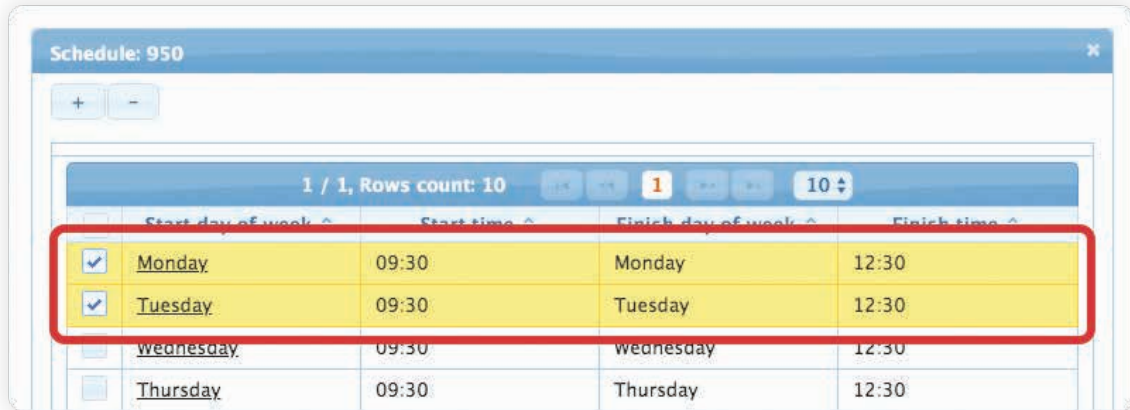 Schedule: 950
+ -
1 / 1, Rows count: 10 1 10
Start day of week Start time Finish day of week Finish time
Monday 09:30 Monday 12:30
Tuesday 09:30 Tuesday 12:30
Wednesday 09:30 Wednesday 12:30
Thursday 09:30 Thursday 12:30